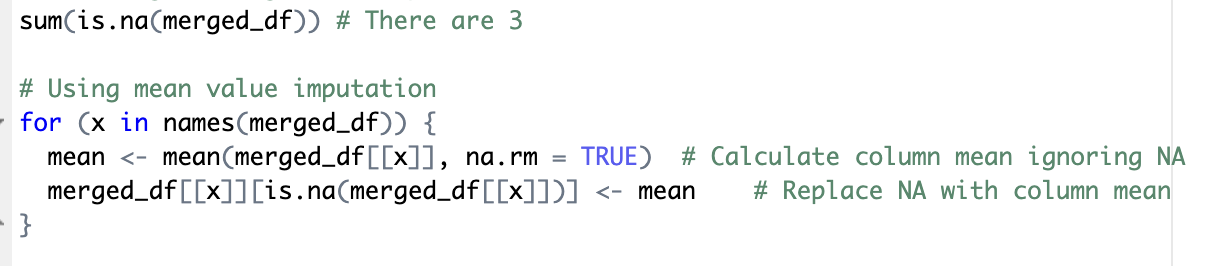 sum(is.na(merged_df)) # There are 3
# Using mean value imputation
for (x in names(merged_df)) {
  mean <- mean(merged_df[[x]], na.rm = TRUE)  # Calculate column mean ignoring NA
  merged_df[[x]][is.na(merged_df[[x]])] <- mean    # Replace NA with column mean
}